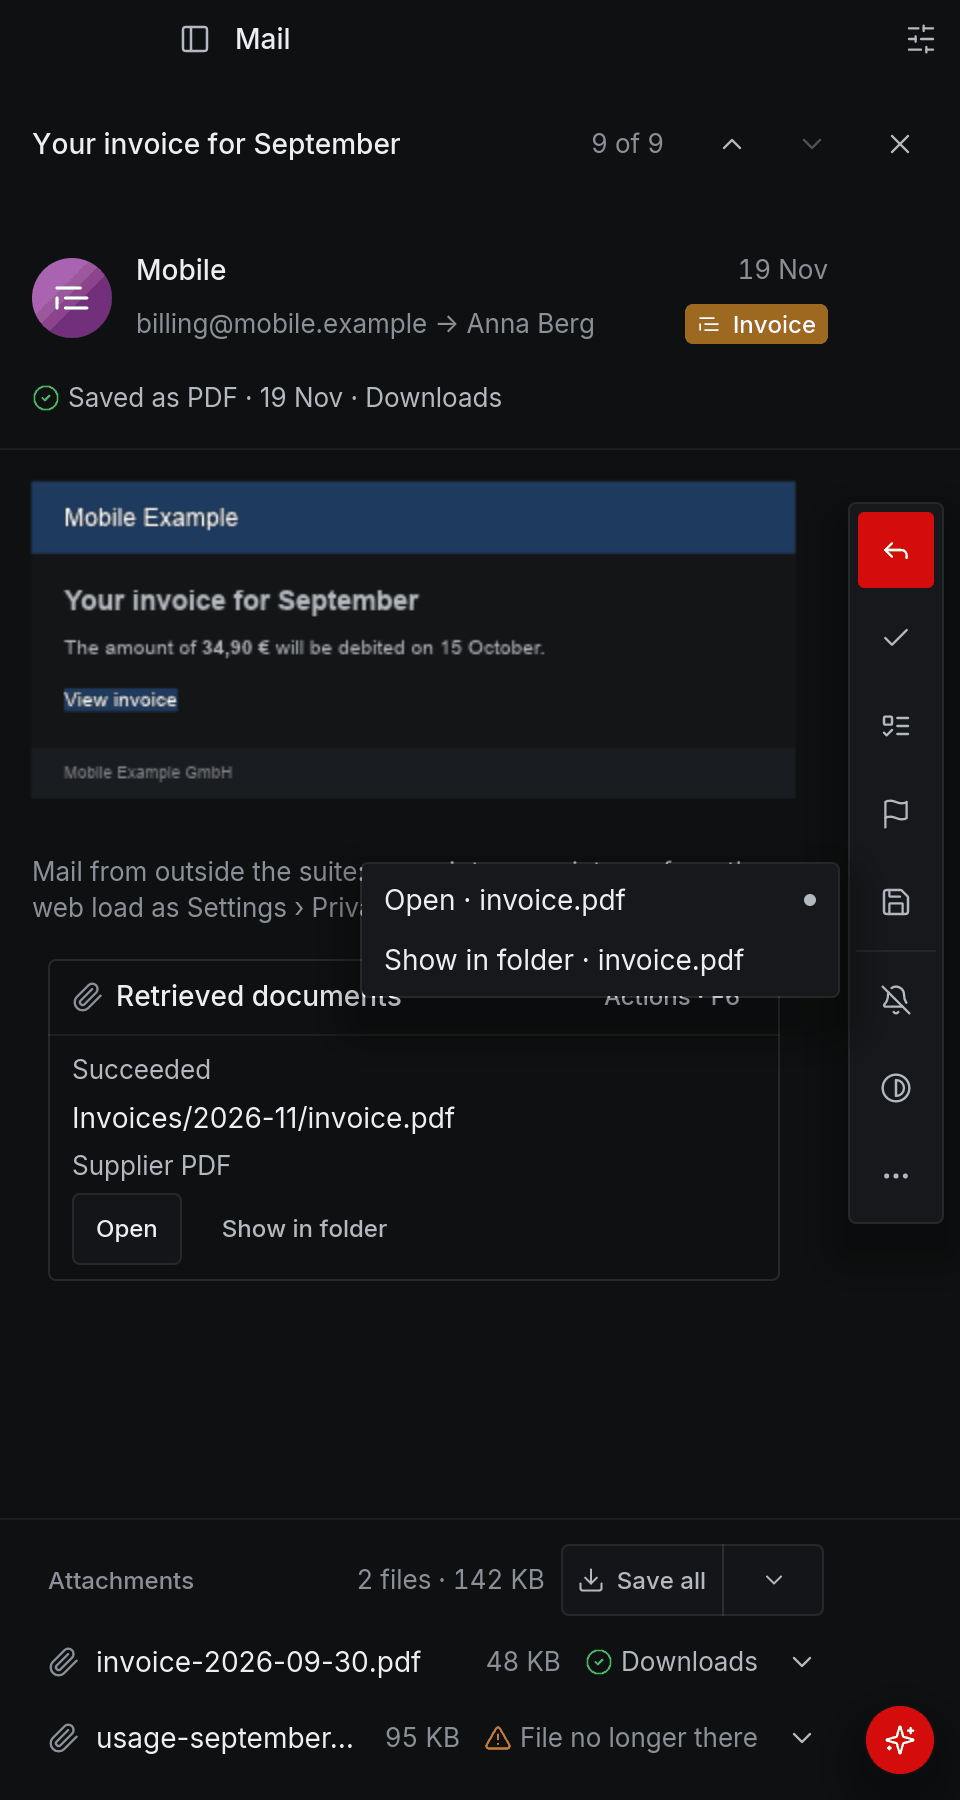 Mail
Your invoice for September
9 of 9
Mobile
19 Nov
billing@mobile.example → Anna Berg
Invoice
Saved as PDF · 19 Nov · Downloads
Mobile Example
Your invoice for September
The amount of 34,90 € will be debited on 15 October.
View invoice
Mobile Example GmbH
Mail from outside the suite:
web load as Settings ›
Open · invoice.pdf
Show in folder · invoice.pdf
Retrieved documents
Actions · F6
Succeeded
Invoices/2026-11/invoice.pdf
Supplier PDF
Open
Show in folder
Attachments
2 files · 142 KB
Save all
invoice-2026-09-30.pdf
48 KB
Downloads
usage-september...
95 KB
File no longer there